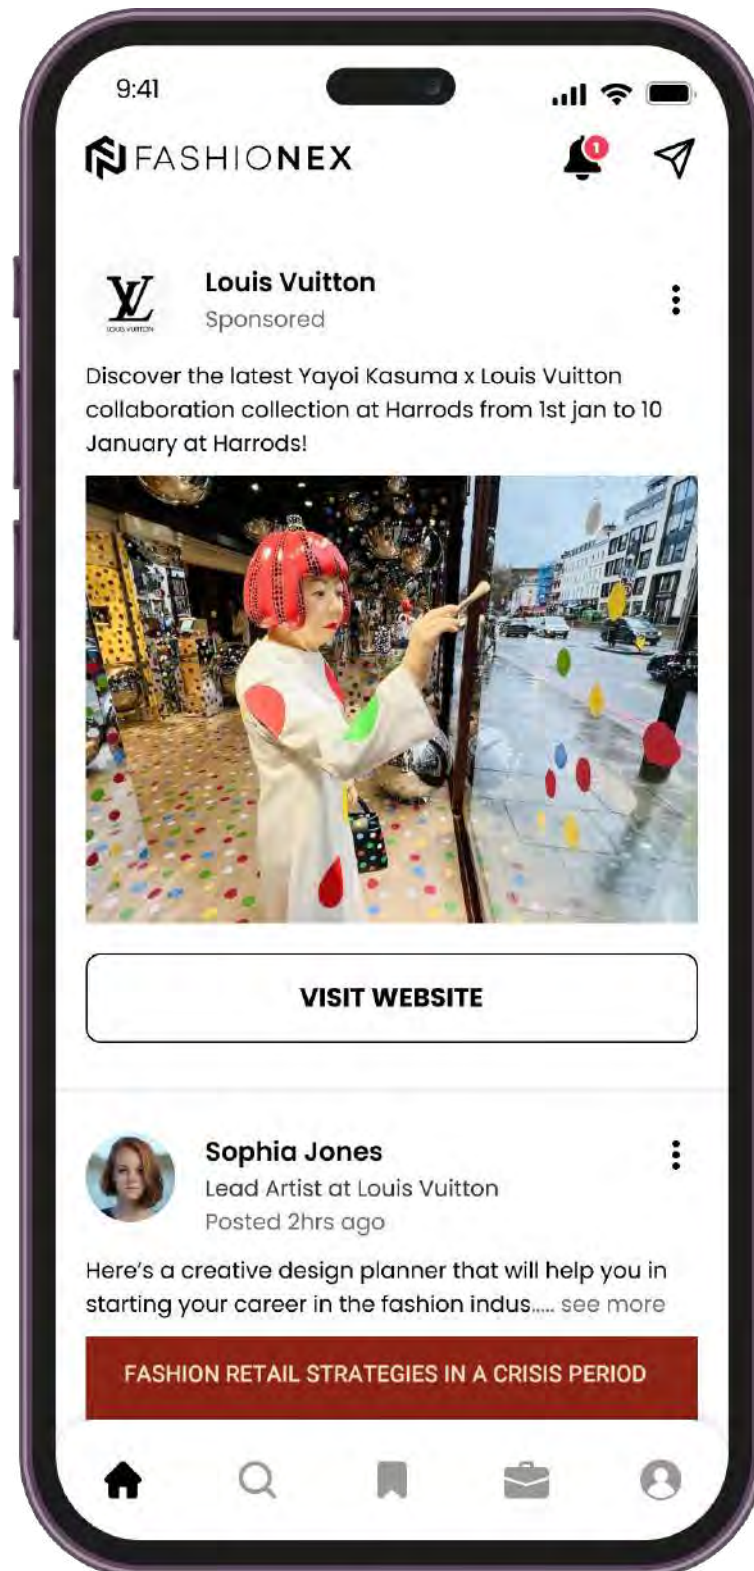 9:41
FASHIONEX
1
LV
LOUIS VUITTON
Louis Vuitton
Sponsored
Discover the latest Yayoi Kasuma x Louis Vuitton
collaboration collection at Harrods from 1st jan to 10
January at Harrods!
VISIT WEBSITE
Sophia Jones
Lead Artist at Louis Vuitton
Posted 2hrs ago
Here's a creative design planner that will help you in
starting your career in the fashion indus..... see more
FASHION RETAIL STRATEGIES IN A CRISIS PERIOD